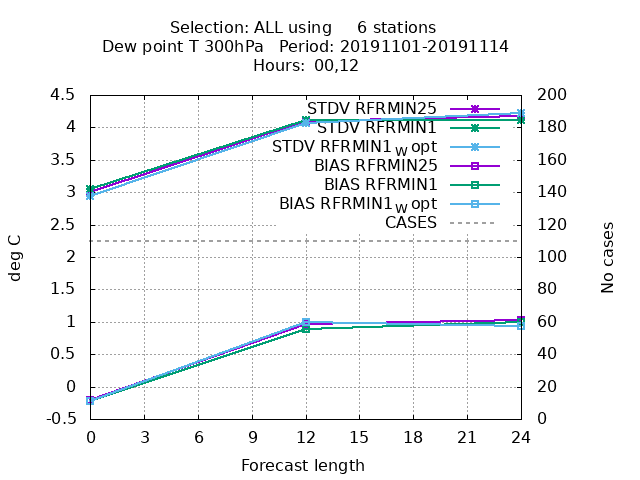 Selection: ALL using     6 stations
Dew point T 300hPa   Period: 20191101-20191114
Hours:  00,12
4.5
4
3.5
3
2.5
2
1.5
1
0.5
0
-0.5
deg C
STDV RFRMIN25
STDV RFRMIN1
STDV RFRMIN1W opt
BIAS RFRMIN25
BIAS RFRMIN1
BIAS RFRMIN1W opt
CASES
200
180
160
140
120
100
80
60
40
20
0
No cases
0 3 6 9 12 15 18 21 24
Forecast length